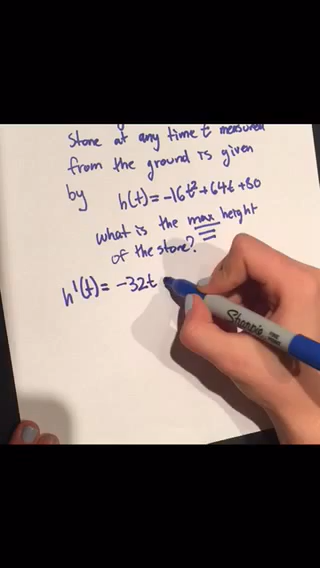 stone at any time t measured
from the ground is given
by h(t) = -16t²+64t+80
what is the max height
of the stone?
h'(t) = -32t
Sharpie